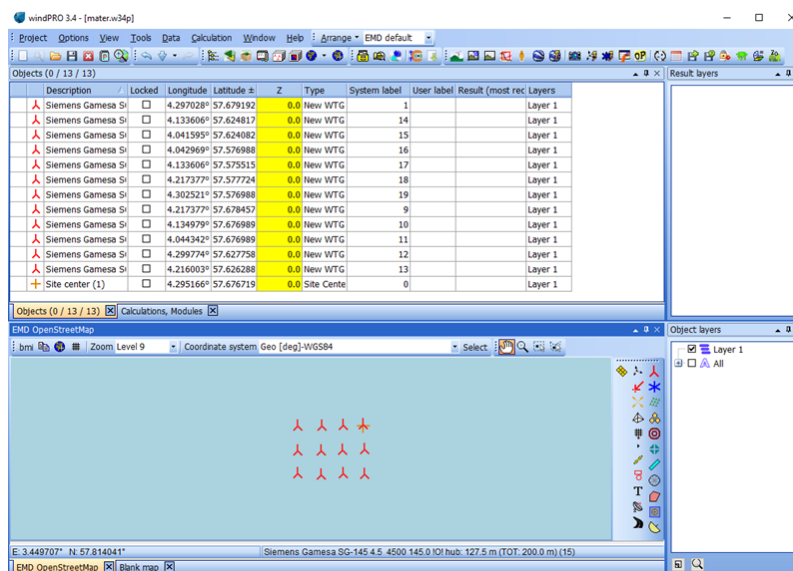 windPRO 3.4 - [mater.w34p]
Project Options View Tools Data Calculation Window Help Arrange EMD default
Objects (0 / 13 / 13)
Result layers
Description Locked Longitude Latitude ± Z Type System label User label Result (most rec Layers
Siemens Gamesa S 4.297028° 57.679192 0.0 New WTG 1 Layer 1
Siemens Gamesa S 4.133606° 57.624817 0.0 New WTG 14 Layer 1
Siemens Gamesa S 4.041595° 57.624082 0.0 New WTG 15 Layer 1
Siemens Gamesa S 4.042969° 57.576988 0.0 New WTG 16 Layer 1
Siemens Gamesa S 4.133606° 57.575515 0.0 New WTG 17 Layer 1
Siemens Gamesa S 4.217377° 57.577724 0.0 New WTG 18 Layer 1
Siemens Gamesa S 4.302521° 57.576988 0.0 New WTG 19 Layer 1
Siemens Gamesa S 4.217377° 57.678457 0.0 New WTG 9 Layer 1
Siemens Gamesa S 4.134979° 57.676989 0.0 New WTG 10 Layer 1
Siemens Gamesa S 4.044342° 57.676989 0.0 New WTG 11 Layer 1
Siemens Gamesa S 4.299774° 57.627758 0.0 New WTG 12 Layer 1
Siemens Gamesa S 4.216003° 57.626288 0.0 New WTG 13 Layer 1
Site center (1) 4.295166° 57.676719 0.0 Site Cente 0 Layer 1
Objects (0 / 13 / 13) Calculations, Modules
EMD OpenStreetMap
Object layers
bmi Zoom Level 9 Coordinate system Geo [deg]-WGS84 Select
Layer 1
All
T
E: 3.449707° N: 57.814041° Siemens Gamesa SG-145 4.5 4500 145.0 !O! hub: 127.5 m (TOT: 200.0 m) (15)
EMD OpenStreetMap Blank map